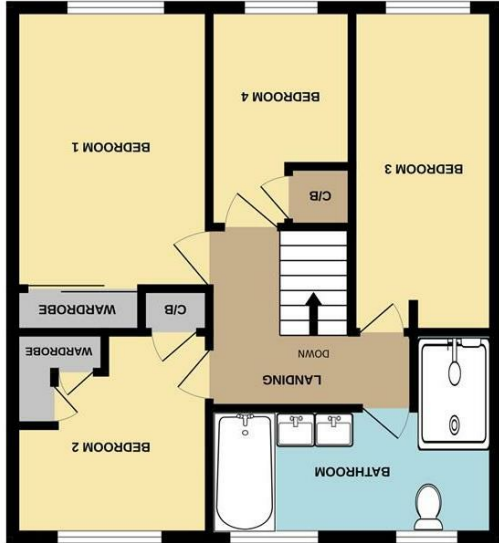 BATHROOM
BEDROOM 2
LANDING
DOWN
WARDROBE
C/B
WARDROBE
C/B
BEDROOM 3
BEDROOM 1
BEDROOM 4